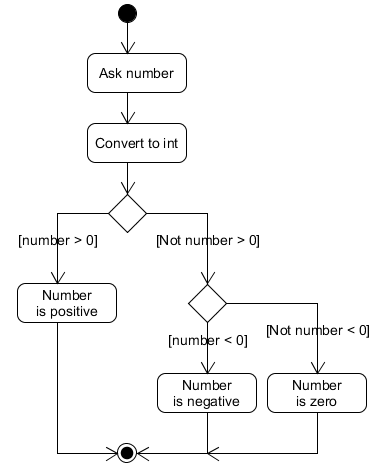 Ask number
Convert to int
[number > 0]
[Not number > 0]
Number
is positive
[number < 0]
[Not number < 0]
Number
is negative
Number
is zero